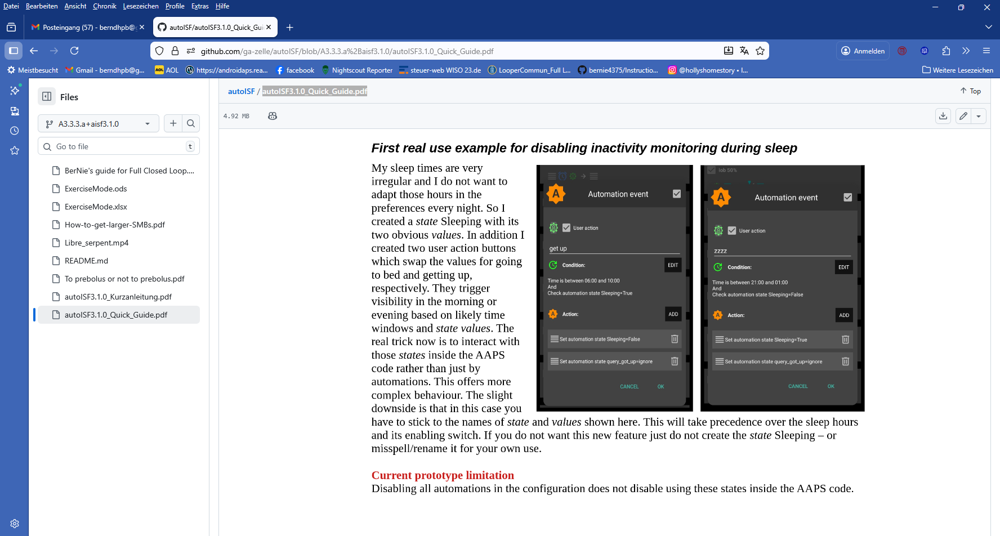 Datei Bearbeiten Ansicht Chronik Lesezeichen Profile Extras Hilfe
Posteingang (57) - berndhpb@
autoISF/autoISF3.1.0_Quick_Gui
github.com/ga-zelle/autoISF/blob/A3.3.3.a%2Baisf3.1.0/autoISF3.1.0_Quick_Guide.pdf
Anmelden
Meistbesucht Gmail - berndhpb@g... AOL https://androidaps.rea... facebook Nightscout Reporter steuer-web WISO 23.de LooperCommun_Full L... bernie4375/Instructio... @hollyshomestory • I... Weitere Lesezeichen
Files
A3.3.3.a+aisf3.1.0
Go to file t
BerNie's guide for Full Closed Loop....
ExerciseMode.ods
ExerciseMode.xlsx
How-to-get-larger-SMBs.pdf
Libre_serpent.mp4
README.md
To prebolus or not to prebolus.pdf
autoISF3.1.0_Kurzanleitung.pdf
autoISF3.1.0_Quick_Guide.pdf
autoISF / autoISF3.1.0_Quick_Guide.pdf
Top
4.92 MB
First real use example for disabling inactivity monitoring during sleep
My sleep times are very
irregular and I do not want to
adapt those hours in the
preferences every night. So I
created a state Sleeping with its
two obvious values. In addition I
created two user action buttons
which swap the values for going
to bed and getting up,
respectively. They trigger
visibility in the morning or
evening based on likely time
windows and state values. The
real trick now is to interact with
those states inside the AAPS
code rather than just by
automations. This offers more
complex behaviour. The slight
downside is that in this case you
have to stick to the names of state and values shown here. This will take precedence over the sleep hours
and its enabling switch. If you do not want this new feature just do not create the state Sleeping – or
misspell/rename it for your own use.
A
Automation event
User action
get up
Condition:
EDIT
Time is between 06:00 and 10:00
And
Check automation state Sleeping=True
A
Action:
ADD
Set automation state Sleeping=False
Set automation state query_got_up=ignore
CANCEL OK
iob 50%
A
Automation event
User action
zzzz
Condition:
EDIT
Time is between 21:00 and 01:00
And
Check automation state Sleeping=False
A
Action:
ADD
Set automation state Sleeping=True
Set automation state query_got_up=ignore
CANCEL OK
Current prototype limitation
Disabling all automations in the configuration does not disable using these states inside the AAPS code.